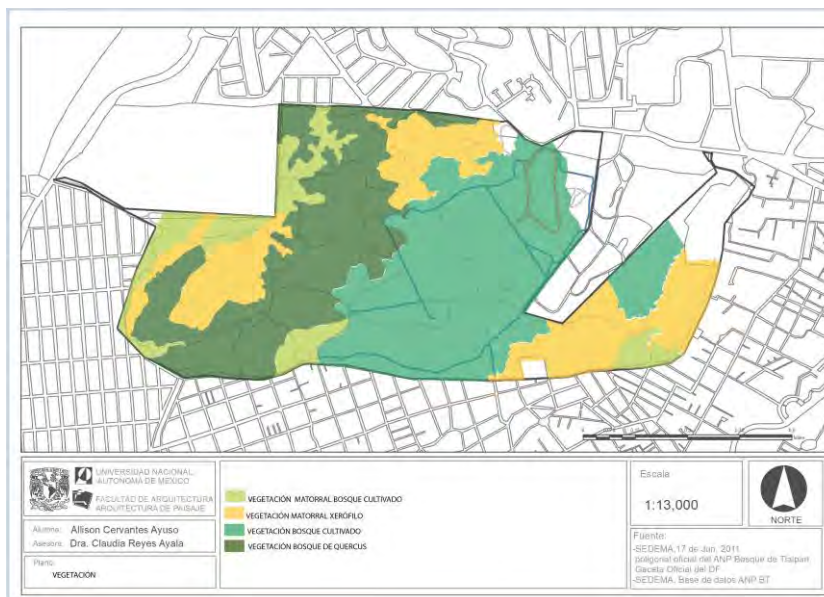 UNIVERSIDAD NACIONAL
AUTONOMA DE MEXICO
FACULTAD DE ARQUITECTURA
ARQUITECTURA DE PAISAJE
Alumno: Allison Cervantes Ayuso
Asesora: Dra. Claudia Reyes Ayala
Plano:
VEGETACIÓN
VEGETACIÓN MATORRAL BOSQUE CULTIVADO
VEGETACIÓN MATORRAL XERÓFILO
VEGETACIÓN BOSQUE CULTIVADO
VEGETACIÓN BOSQUE DE QUERCUS
Escala
1:13,000
NORTE
Fuente:
-SEDEMA,17 de Jun, 2011
poligonal oficial del ANP Bosque de Tlalpan
Gaceta Oficial del DF
-SEDEMA, Base de datos ANP BT